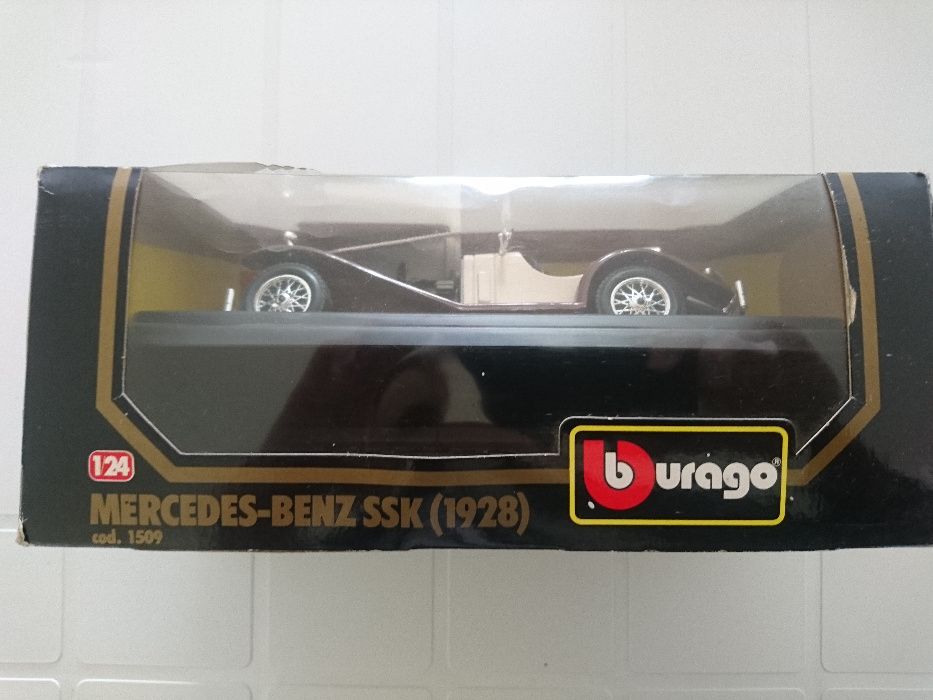 1:24
MERCEDES-BENZ SSK (1928)
cod. 1509
burago®